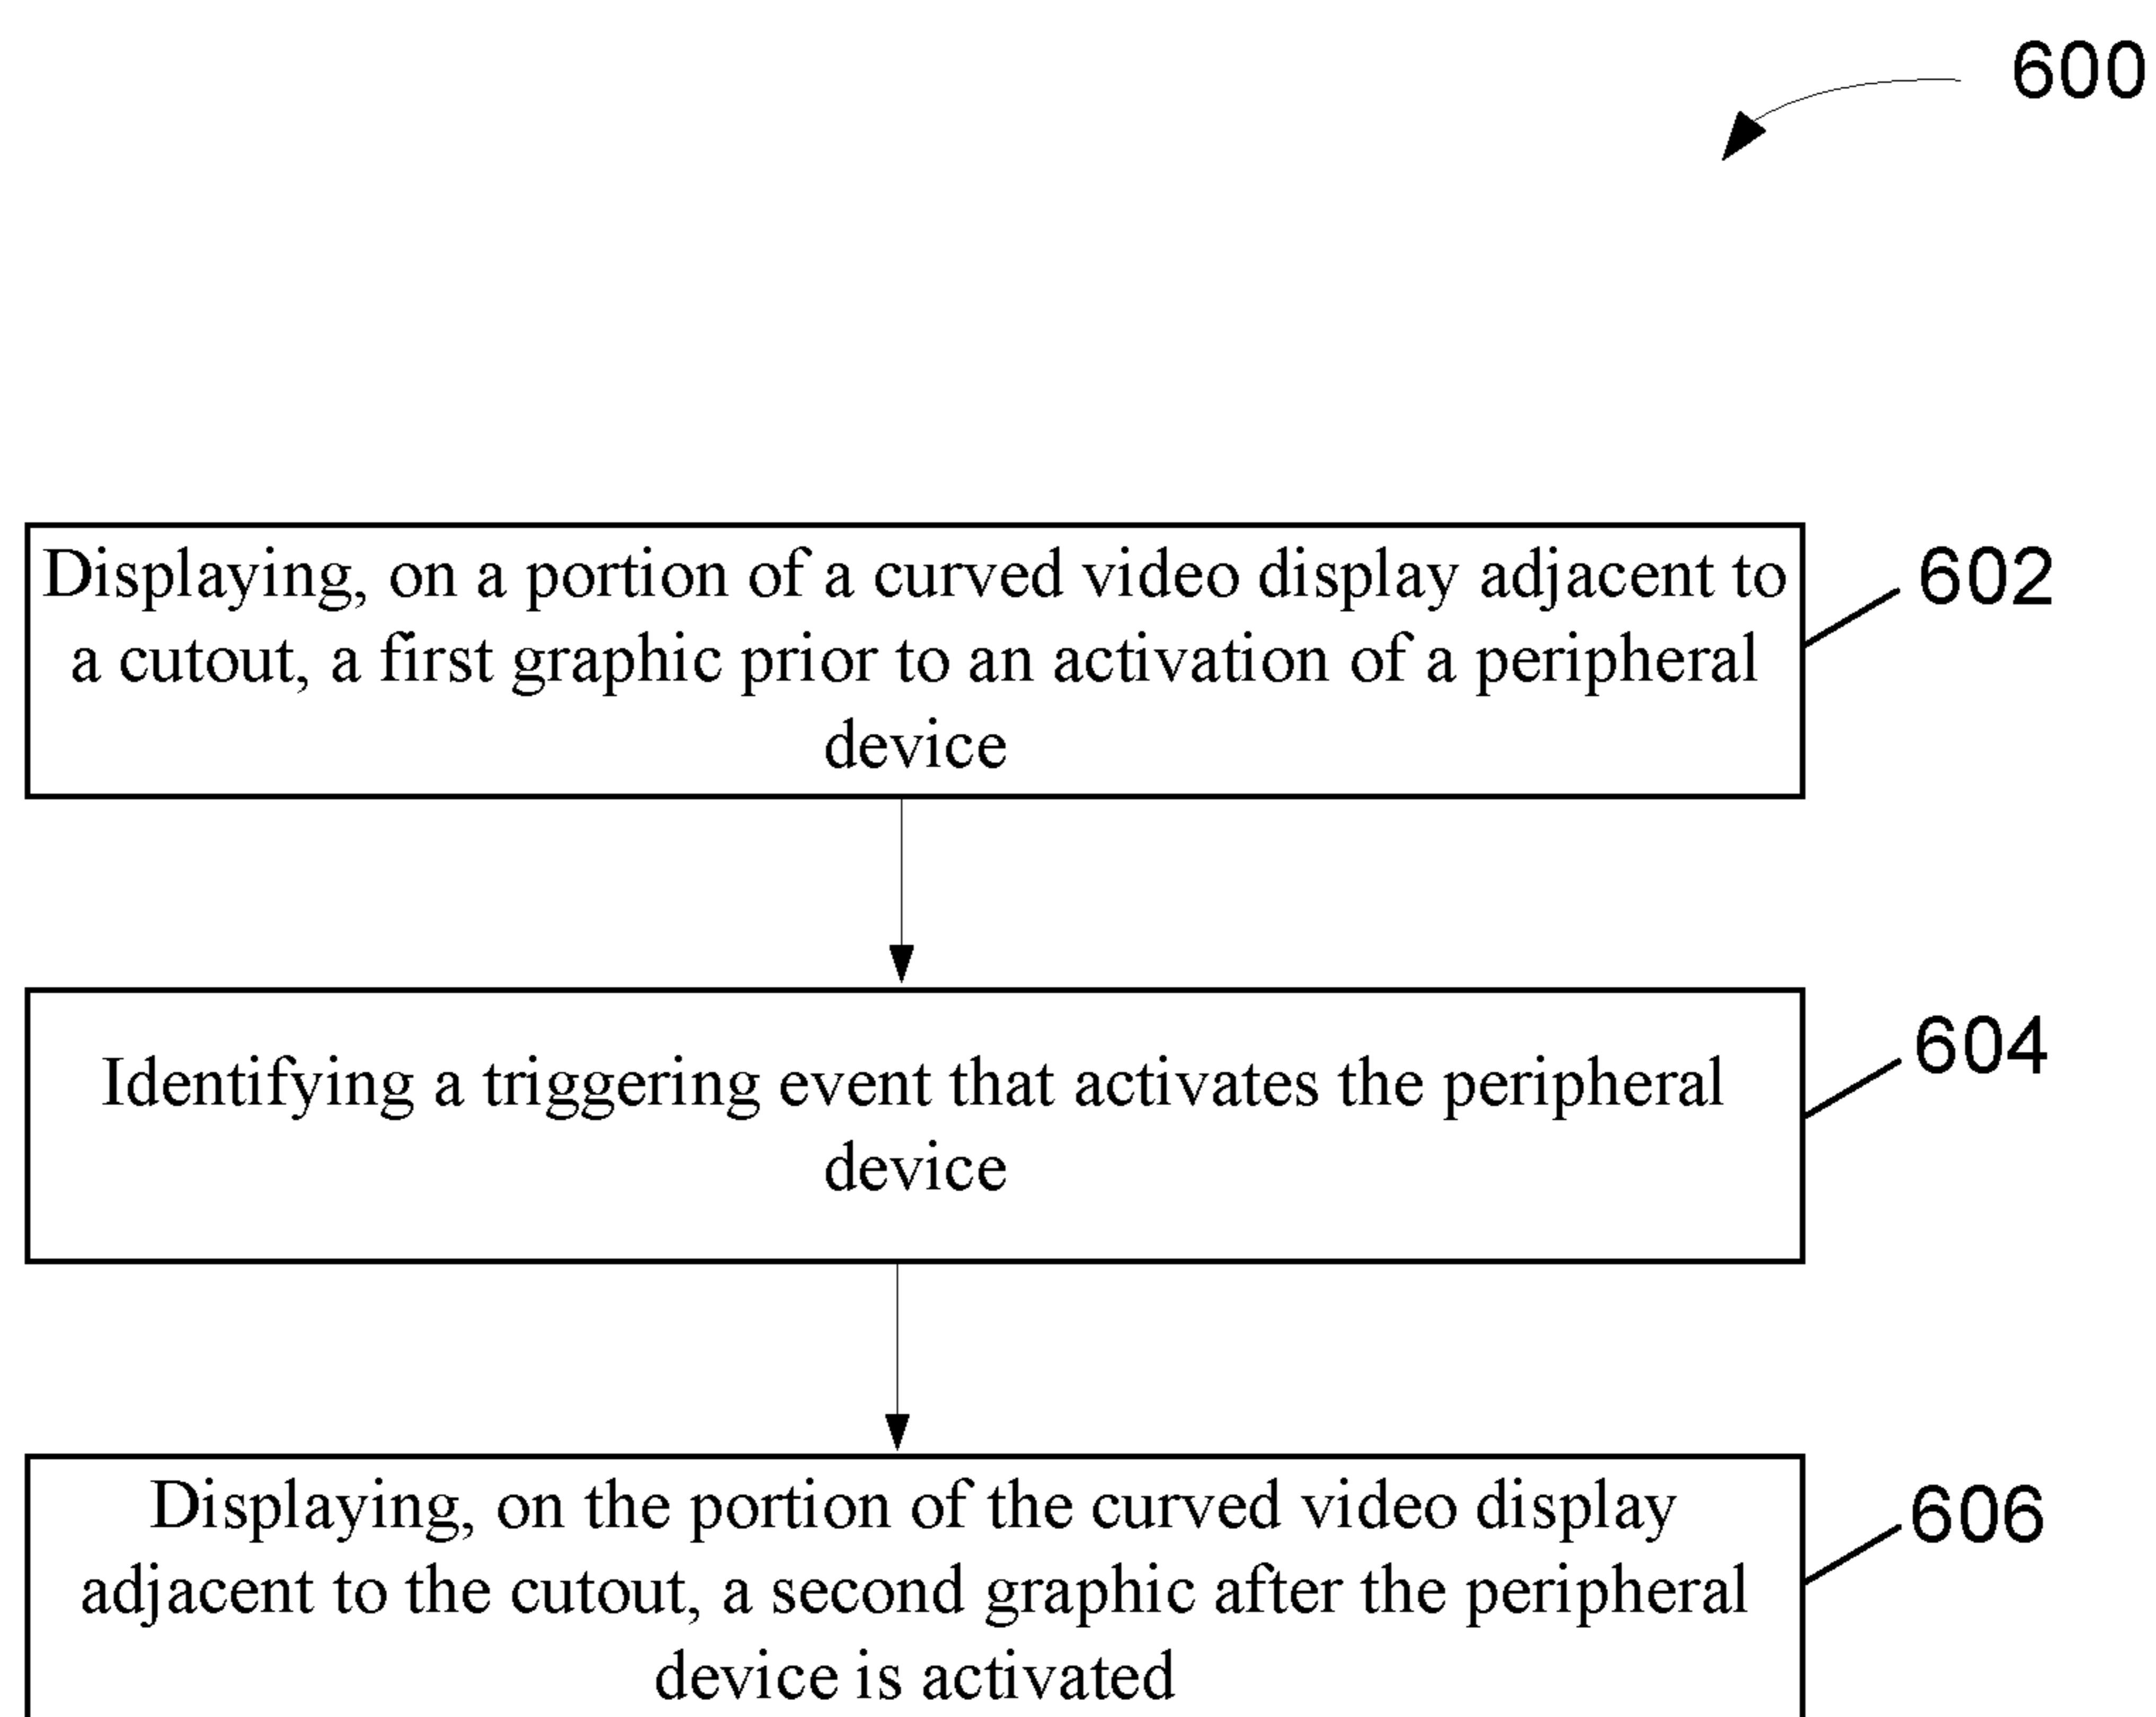 600
Displaying, on a portion of a curved video display adjacent to
a cutout, a first graphic prior to an activation of a peripheral
device
602
Identifying a triggering event that activates the peripheral
device
604
Displaying, on the portion of the curved video display
adjacent to the cutout, a second graphic after the peripheral
device is activated
606